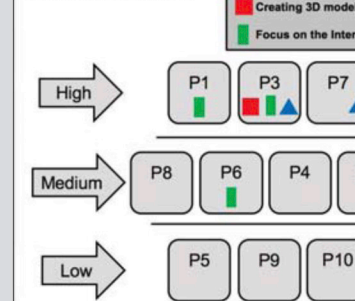 Creating 3D mode
Focus on the Inter
High
P1 P3 P7
Medium
P8 P6 P4
Low
P5 P9 P10